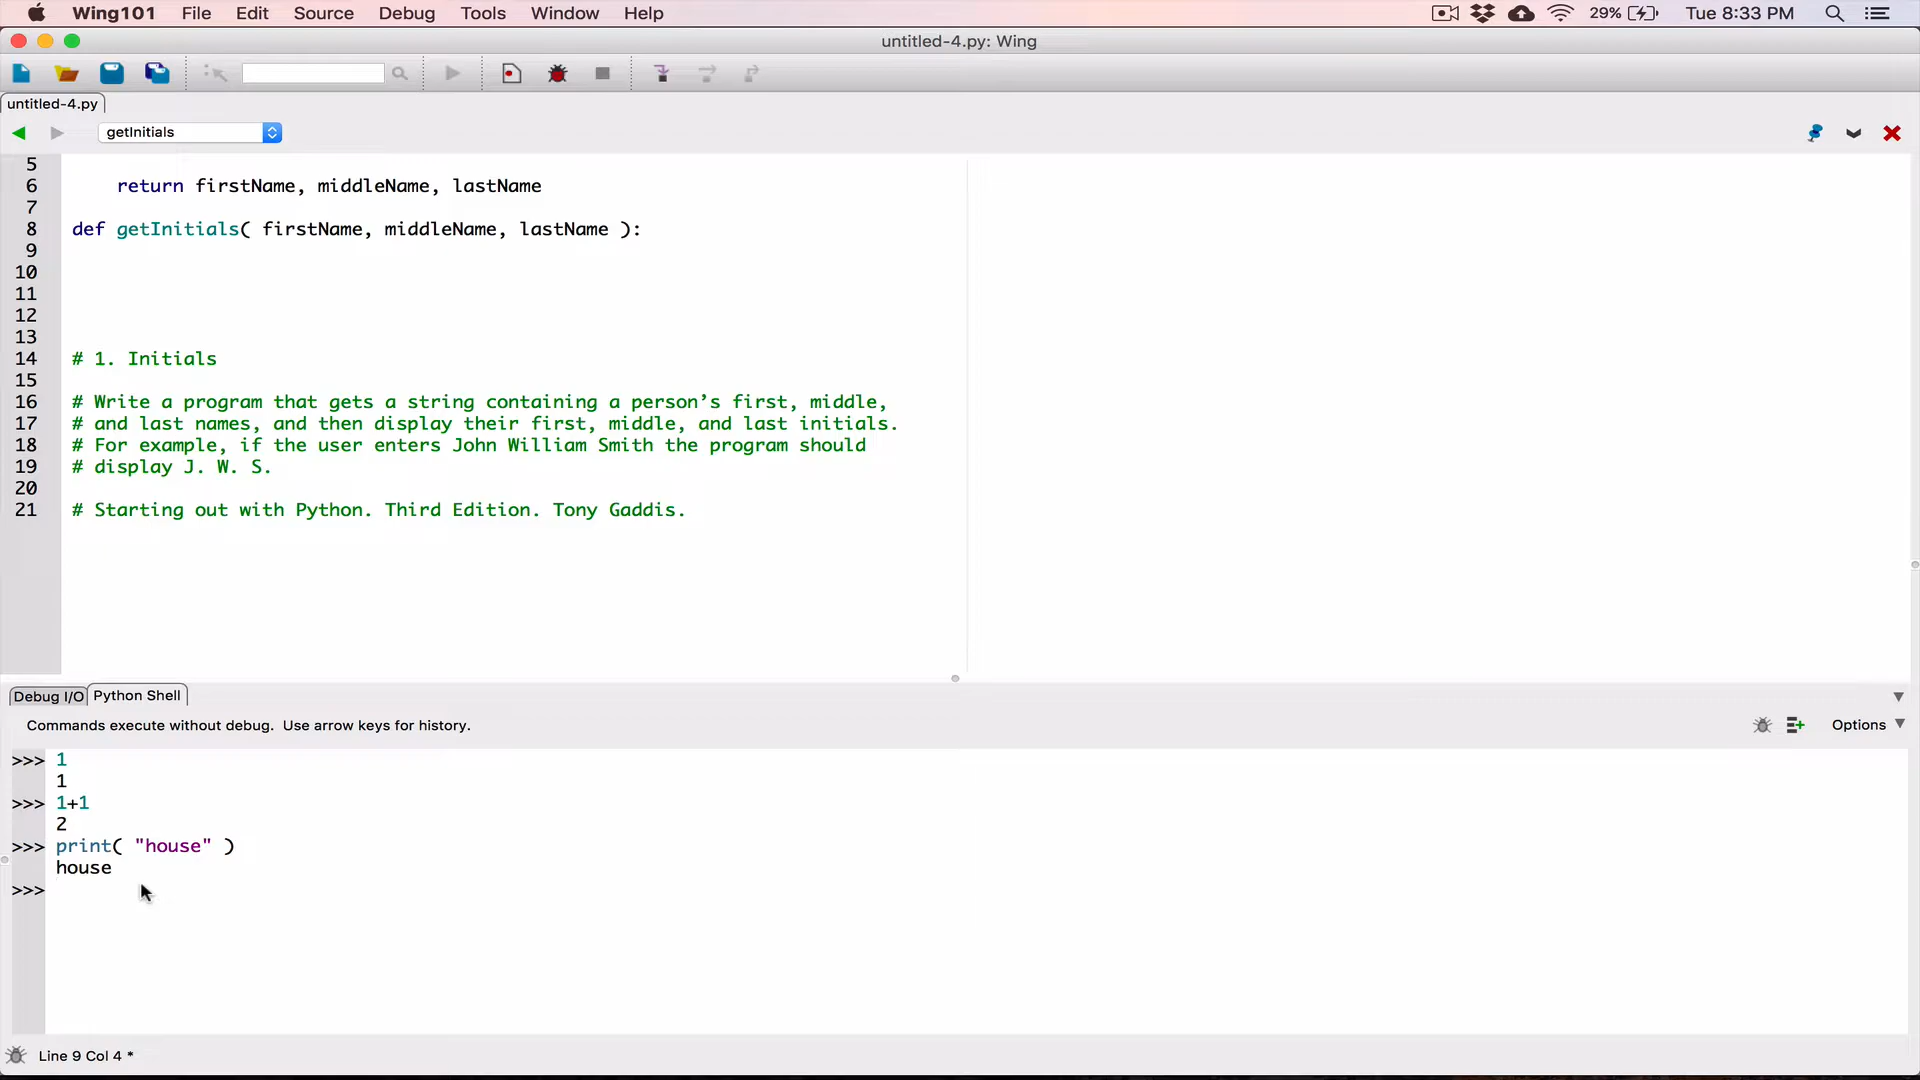 Wing101 File Edit Source Debug Tools Window Help 29% Tue 8:33 PM
untitled-4.py: Wing
untitled-4.py
getInitials
5
6 return firstName, middleName, lastName
7
8 def getInitials( firstName, middleName, lastName ):
9
10
11
12
13
14 # 1. Initials
15
16 # Write a program that gets a string containing a person’s first, middle,
17 # and last names, and then display their first, middle, and last initials.
18 # For example, if the user enters John William Smith the program should
19 # display J. W. S.
20
21 # Starting out with Python. Third Edition. Tony Gaddis.
Debug I/O Python Shell
Commands execute without debug. Use arrow keys for history. Options
>>> 1
1
>>> 1+1
2
>>> print( "house" )
house
>>>
Line 9 Col 4 *